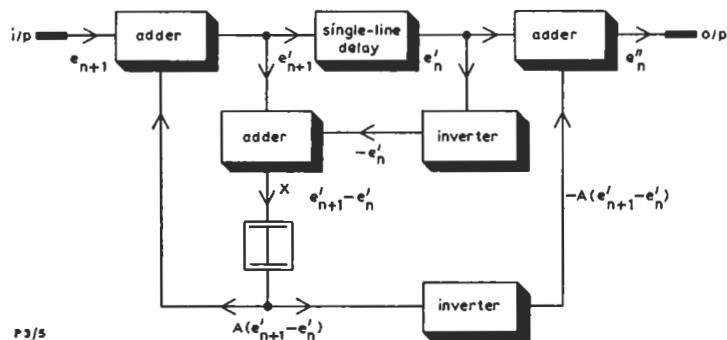 i/p
adder
single-line
delay
adder
o/p
e_{n+1}
e'_{n+1}
e'_n
e''_n
adder
inverter
-e'_n
X
e'_{n+1}-e'_n
-A(e'_{n+1}-e'_n)
inverter
A(e'_{n+1}-e'_n)
P3/5